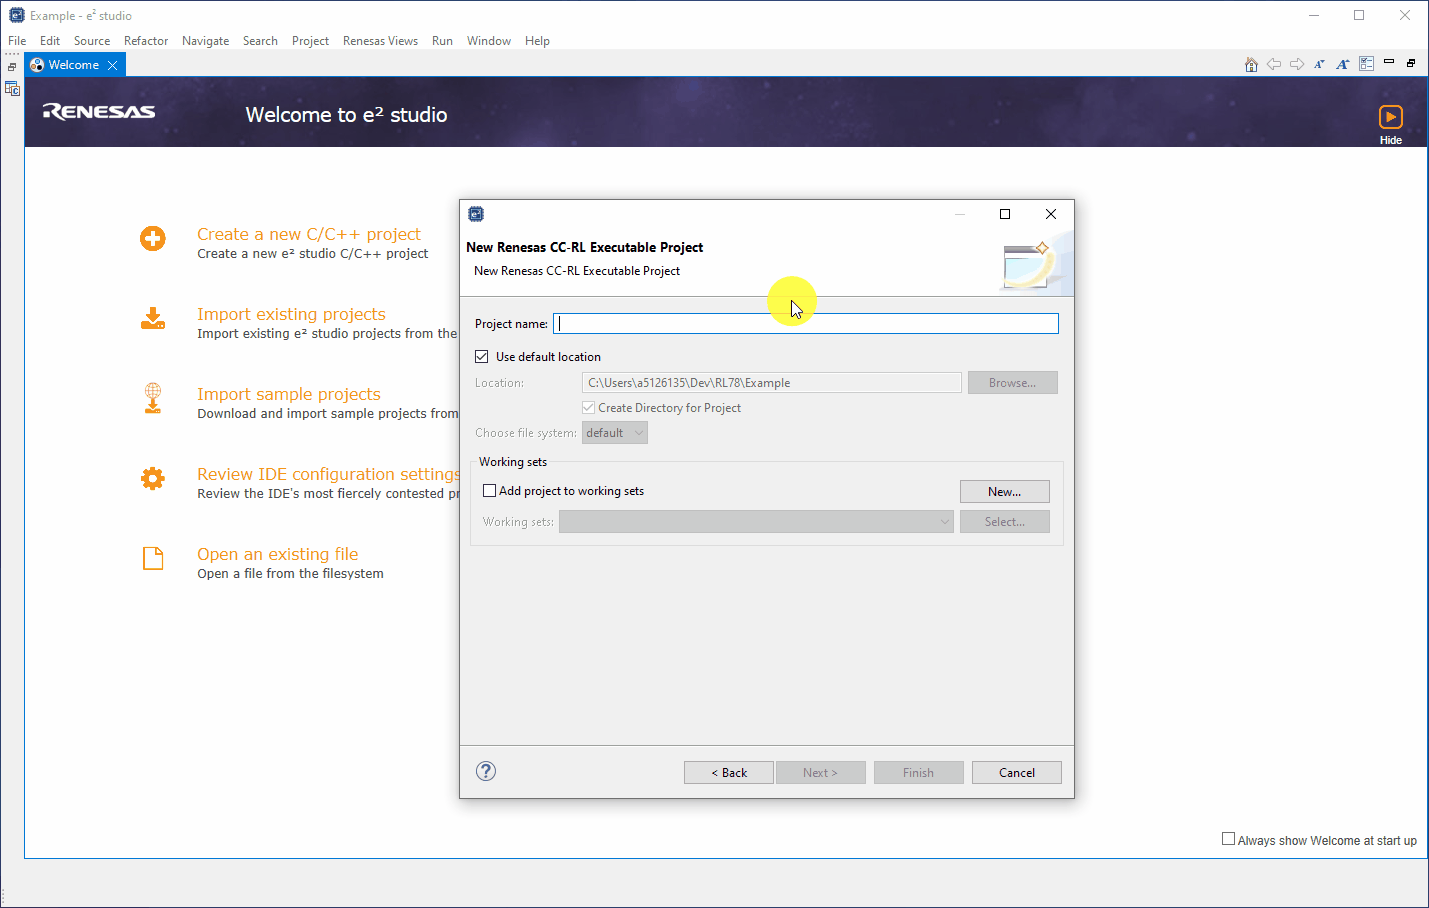 Example - e² studio
File Edit Source Refactor Navigate Search Project Renesas Views Run Window Help
Welcome
RENESAS
Welcome to e² studio
Hide
Create a new C/C++ project
Create a new e² studio C/C++ project
Import existing projects
Import existing e² studio projects from the
Import sample projects
Download and import sample projects from
Review IDE configuration settings
Review the IDE's most fiercely contested pr
Open an existing file
Open a file from the filesystem
e²
New Renesas CC-RL Executable Project
New Renesas CC-RL Executable Project
Project name:
Use default location
Location: C:\Users\a5126135\Dev\RL78\Example Browse...
Create Directory for Project
Choose file system: default
Working sets
Add project to working sets New...
Working sets: Select...
? < Back Next > Finish Cancel
Always show Welcome at start up